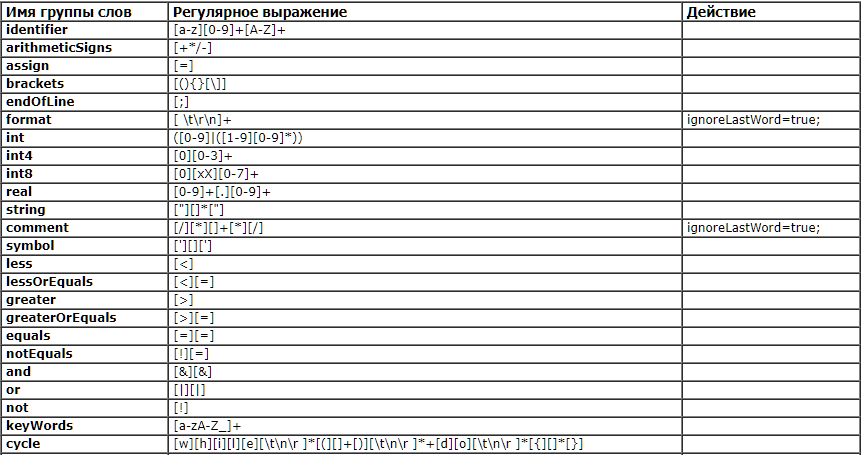 Имя группы слов Регулярное выражение Действие
identifier [a-z][0-9]+[A-Z]+
arithmeticSigns [+*/-]
assign [=]
brackets [(){}[\]]
endOfLine [;]
format [ \t\r\n]+ ignoreLastWord=true;
int ([0-9]|([1-9][0-9]*))
int4 [0][0-3]+
int8 [0][xX][0-7]+
real [0-9]+[.][0-9]+
string ["][]*["]
comment [/][*][]+[*][/] ignoreLastWord=true;
symbol ['][][']
less [<]
lessOrEquals [<][=]
greater [>]
greaterOrEquals [>][=]
equals [=][=]
notEquals [!][=]
and [&][&]
or [|][|]
not [!]
keyWords [a-zA-Z_]+
cycle [w][h][i][l][e][\t\n\r ]*[(][]+[)][\t\n\r ]*+[d][o][\t\n\r ]*[{][]*[}]